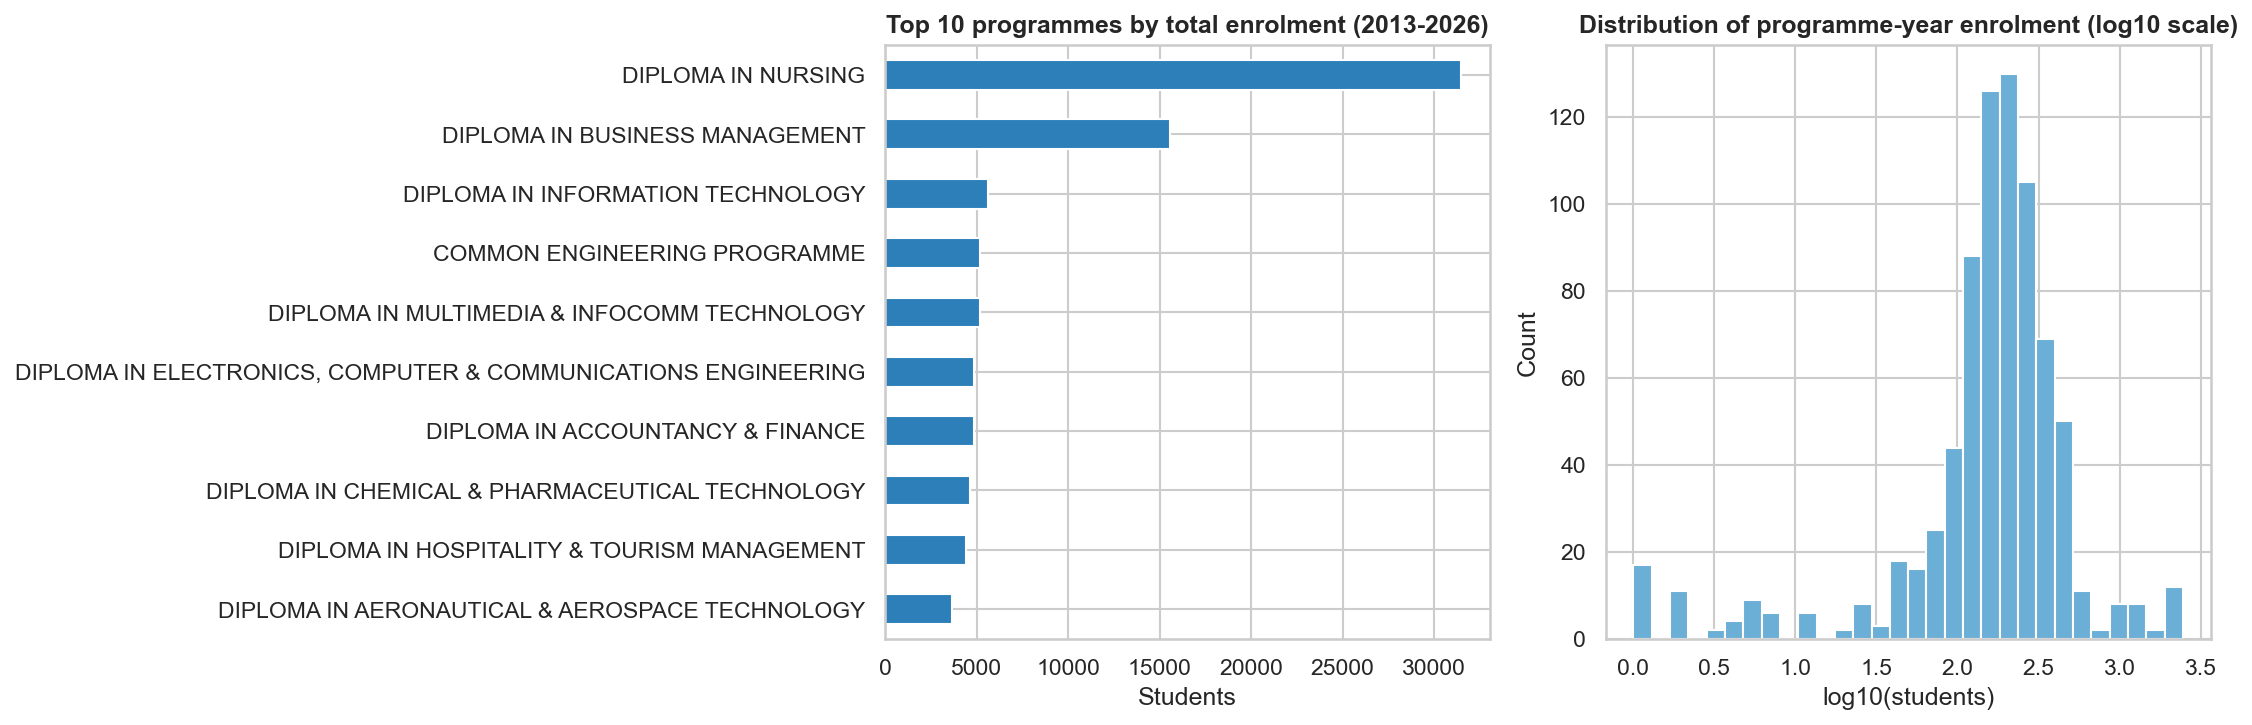 Top 10 programmes by total enrolment (2013-2026)
DIPLOMA IN NURSING
DIPLOMA IN BUSINESS MANAGEMENT
DIPLOMA IN INFORMATION TECHNOLOGY
COMMON ENGINEERING PROGRAMME
DIPLOMA IN MULTIMEDIA & INFOCOMM TECHNOLOGY
DIPLOMA IN ELECTRONICS, COMPUTER & COMMUNICATIONS ENGINEERING
DIPLOMA IN ACCOUNTANCY & FINANCE
DIPLOMA IN CHEMICAL & PHARMACEUTICAL TECHNOLOGY
DIPLOMA IN HOSPITALITY & TOURISM MANAGEMENT
DIPLOMA IN AERONAUTICAL & AEROSPACE TECHNOLOGY
0 5000 10000 15000 20000 25000 30000
Students
Distribution of programme-year enrolment (log10 scale)
Count
120
100
80
60
40
20
0
0.0 0.5 1.0 1.5 2.0 2.5 3.0 3.5
log10(students)